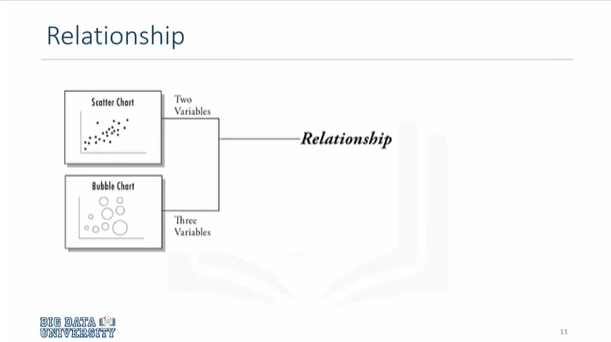 Relationship
Scatter Chart
Two
Variables
Relationship
Bubble Chart
Three
Variables
BIG DATA
UNIVERSITY
11